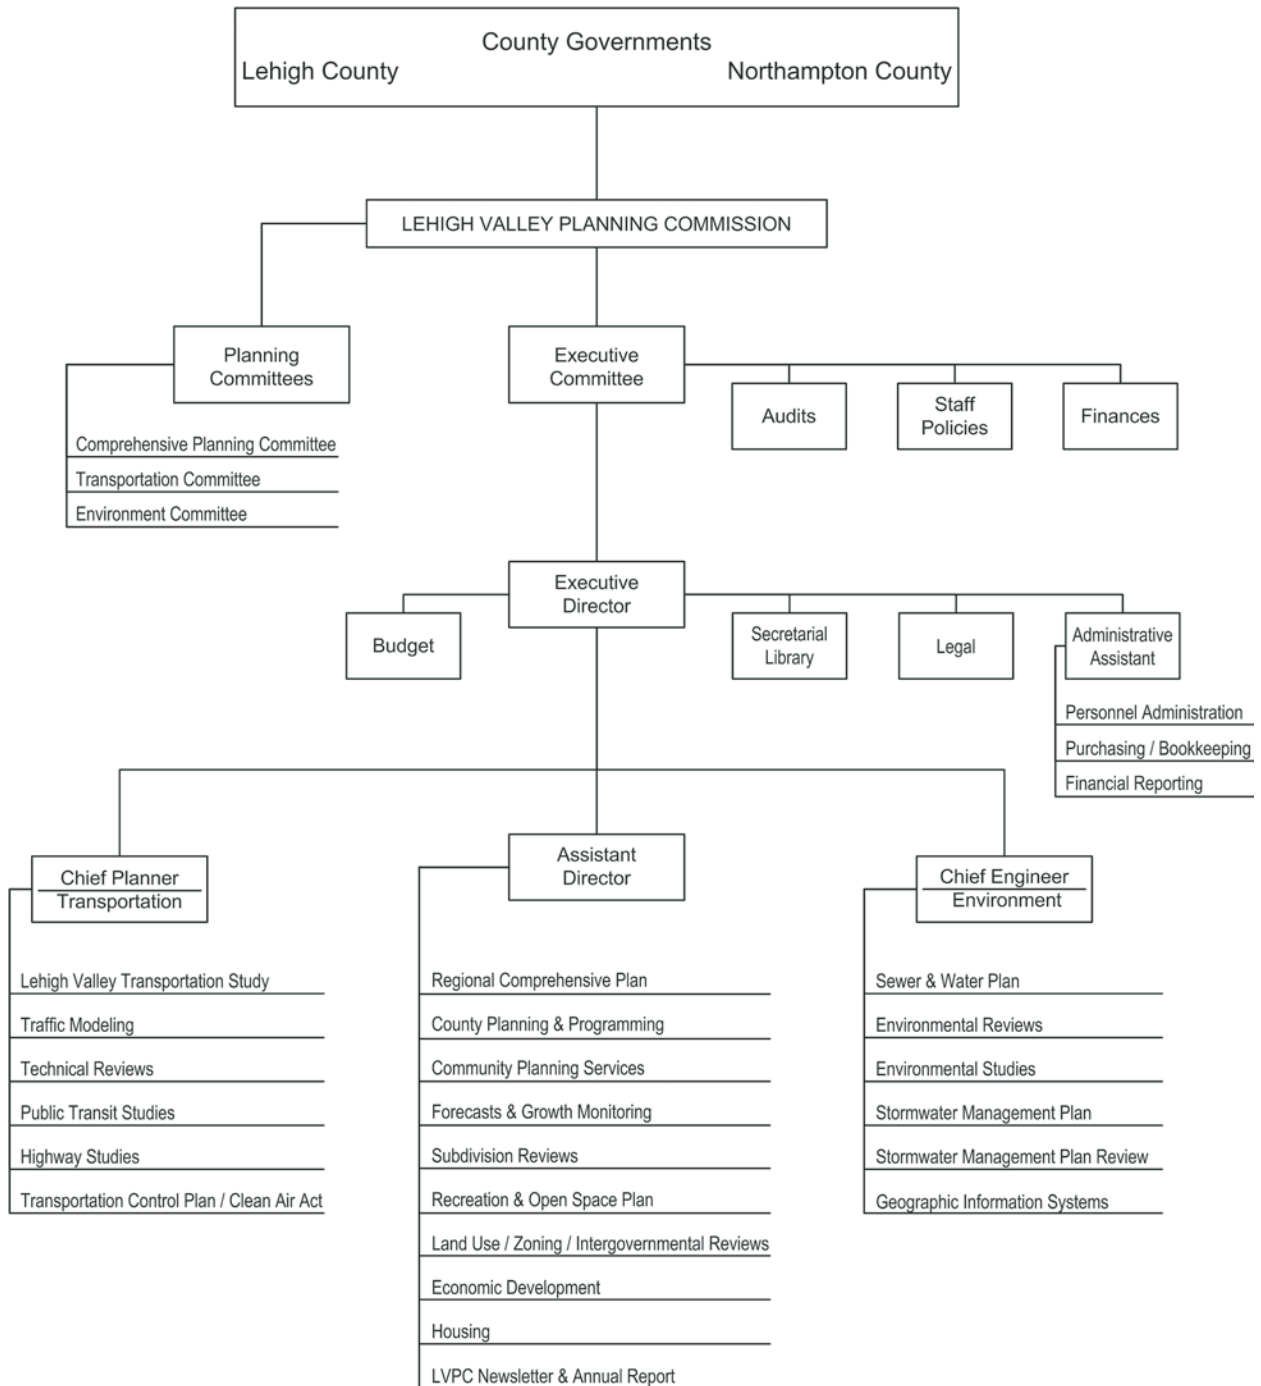 County Governments
Lehigh County
Northampton County
LEHIGH VALLEY PLANNING COMMISSION
Planning
Committees
Comprehensive Planning Committee
Transportation Committee
Environment Committee
Executive
Committee
Audits
Staff
Policies
Finances
Executive
Director
Budget
Secretarial
Library
Legal
Administrative
Assistant
Personnel Administration
Purchasing / Bookkeeping
Financial Reporting
Chief Planner
Transportation
Lehigh Valley Transportation Study
Traffic Modeling
Technical Reviews
Public Transit Studies
Highway Studies
Transportation Control Plan / Clean Air Act
Assistant
Director
Regional Comprehensive Plan
County Planning & Programming
Community Planning Services
Forecasts & Growth Monitoring
Subdivision Reviews
Recreation & Open Space Plan
Land Use / Zoning / Intergovernmental Reviews
Economic Development
Housing
LVPC Newsletter & Annual Report
Chief Engineer
Environment
Sewer & Water Plan
Environmental Reviews
Environmental Studies
Stormwater Management Plan
Stormwater Management Plan Review
Geographic Information Systems